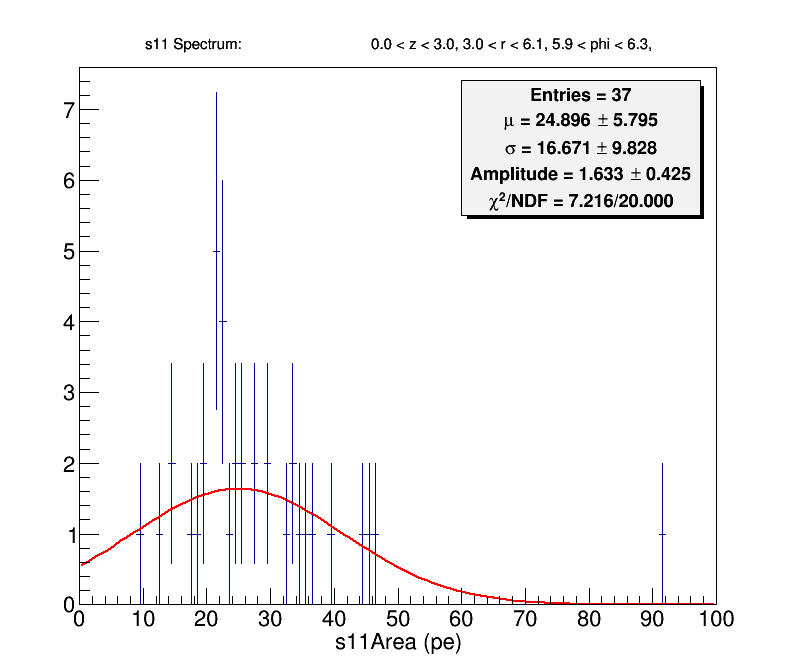 s11 Spectrum: 0.0 < z < 3.0, 3.0 < r < 6.1, 5.9 < phi < 6.3,
Entries = 37
μ = 24.896 ± 5.795
σ = 16.671 ± 9.828
Amplitude = 1.633 ± 0.425
χ²/NDF = 7.216/20.000
7
6
5
4
3
2
1
0
0 10 20 30 40 50 60 70 80 90 100
s11Area (pe)